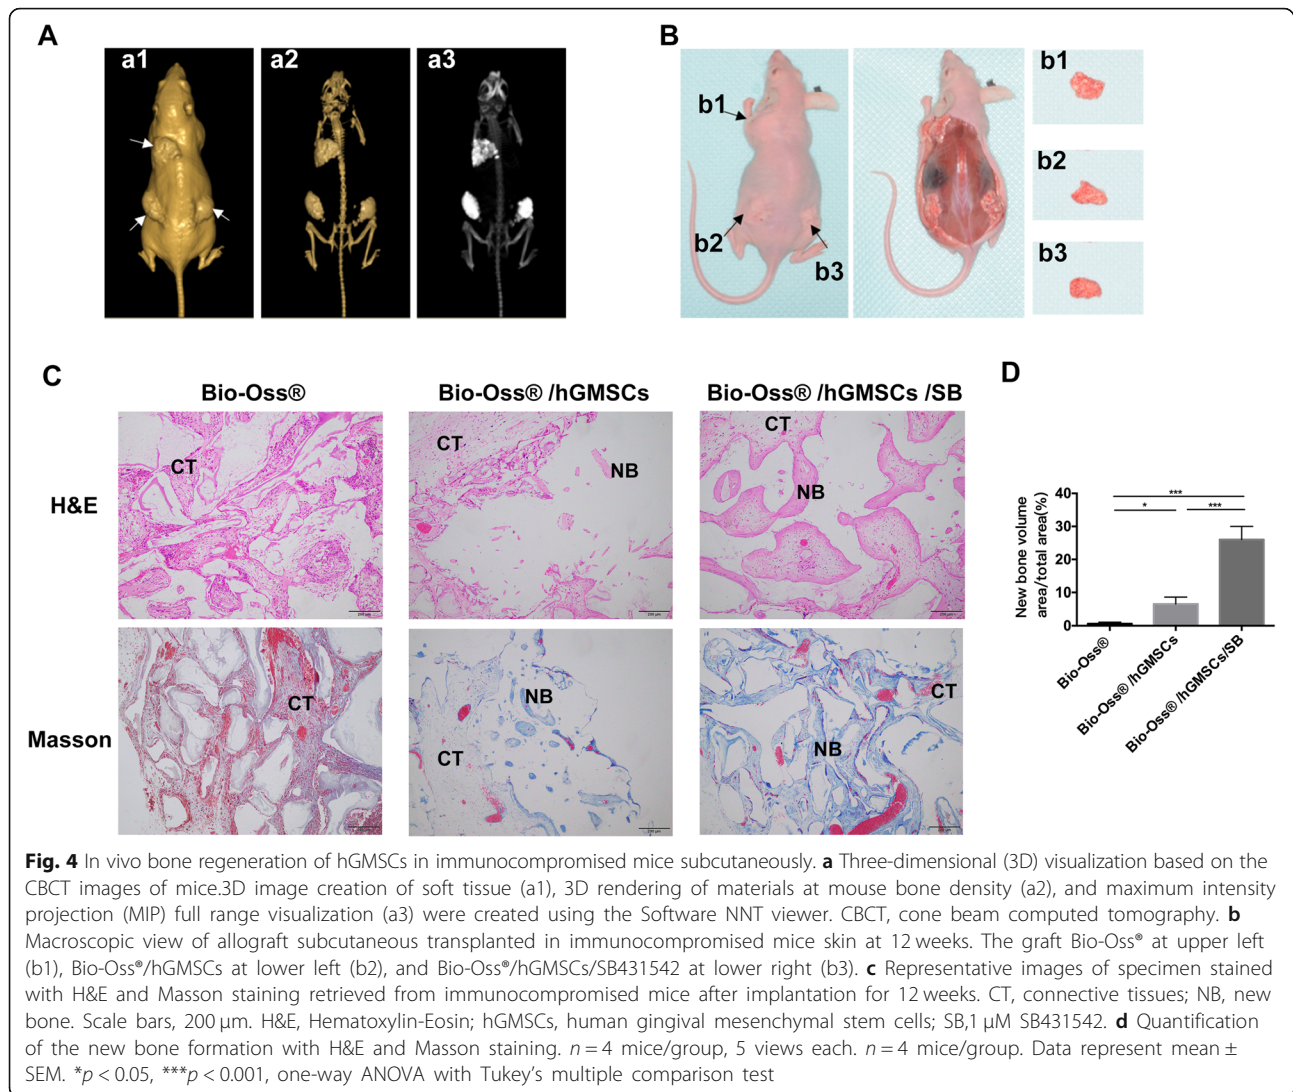 A
a1
a2
a3
B
b1
b2
b3
b1
b2
b3
C
Bio-Oss®
Bio-Oss® /hGMSCs
Bio-Oss® /hGMSCs /SB
H&E
CT
CT
NB
CT
NB
Masson
CT
NB
CT
CT
NB
D
New bone volume
area/total area(%)
40
30
20
10
0
***
*
***
Bio-Oss®
Bio-Oss® /hGMSCs
Bio-Oss® /hGMSCs/SB
Fig. 4 In vivo bone regeneration of hGMSCs in immunocompromised mice subcutaneously. a Three-dimensional (3D) visualization based on the
CBCT images of mice.3D image creation of soft tissue (a1), 3D rendering of materials at mouse bone density (a2), and maximum intensity
projection (MIP) full range visualization (a3) were created using the Software NNT viewer. CBCT, cone beam computed tomography. b
Macroscopic view of allograft subcutaneous transplanted in immunocompromised mice skin at 12 weeks. The graft Bio-Oss® at upper left
(b1), Bio-Oss®/hGMSCs at lower left (b2), and Bio-Oss®/hGMSCs/SB431542 at lower right (b3). c Representative images of specimen stained
with H&E and Masson staining retrieved from immunocompromised mice after implantation for 12 weeks. CT, connective tissues; NB, new
bone. Scale bars, 200 μm. H&E, Hematoxylin-Eosin; hGMSCs, human gingival mesenchymal stem cells; SB,1 μM SB431542. d Quantification
of the new bone formation with H&E and Masson staining. n = 4 mice/group, 5 views each. n = 4 mice/group. Data represent mean ±
SEM. *p < 0.05, ***p < 0.001, one-way ANOVA with Tukey's multiple comparison test